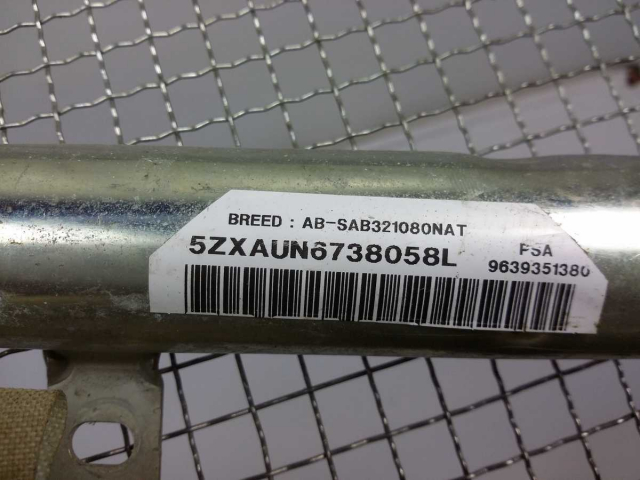 BREED : AB-SAB321080NAT
5ZXAUN6738058L
PSA
9639351380